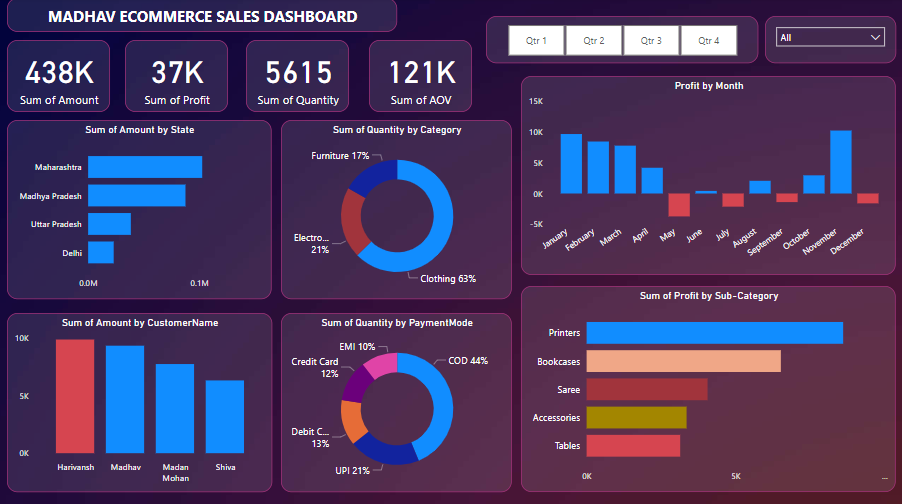 MADHAV ECOMMERCE SALES DASHBOARD
Qtr 1
Qtr 2
Qtr 3
Qtr 4
All
438K
Sum of Amount
37K
Sum of Profit
5615
Sum of Quantity
121K
Sum of AOV
Sum of Amount by State
Maharashtra
Madhya Pradesh
Uttar Pradesh
Delhi
0.0M
0.1M
Sum of Quantity by Category
Furniture 17%
Electro...
21%
Clothing 63%
Profit by Month
15K
10K
5K
0K
-5K
January
February
March
April
May
June
July
August
September
October
November
December
Sum of Amount by CustomerName
10K
5K
0K
Harivansh
Madhav
Madan
Mohan
Shiva
Sum of Quantity by PaymentMode
EMI 10%
COD 44%
Credit Card
12%
Debit C...
13%
UPI 21%
Sum of Profit by Sub-Category
Printers
Bookcases
Saree
Accessories
Tables
0K
5K